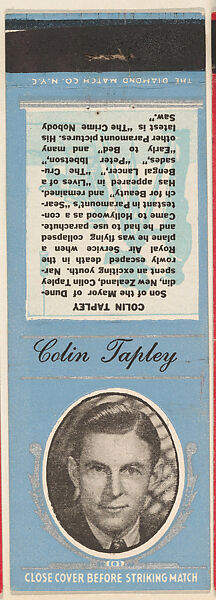 THE DIAMOND MATCH CO. N.Y.C.
COLIN TAPLEY
Son of the Mayor of Dune-
din, New Zealand, Colin Tapley
spent an exciting youth. Nar-
rowly escaped death in the
Royal Air Service when a
plane he was flying collapsed
and he had to use parachute.
Came to Hollywood as a con-
testant in Paramount's "Sear-
ch for Beauty", and remained.
Has appeared in "Lives of a
Bengal Lancer," "The Cru-
sades," "Peter Ibbetson,"
"Early to Bed" and many
other Paramount pictures. His
latest is "The Crime Nobody
Saw."
Colin Tapley
CLOSE COVER BEFORE STRIKING MATCH